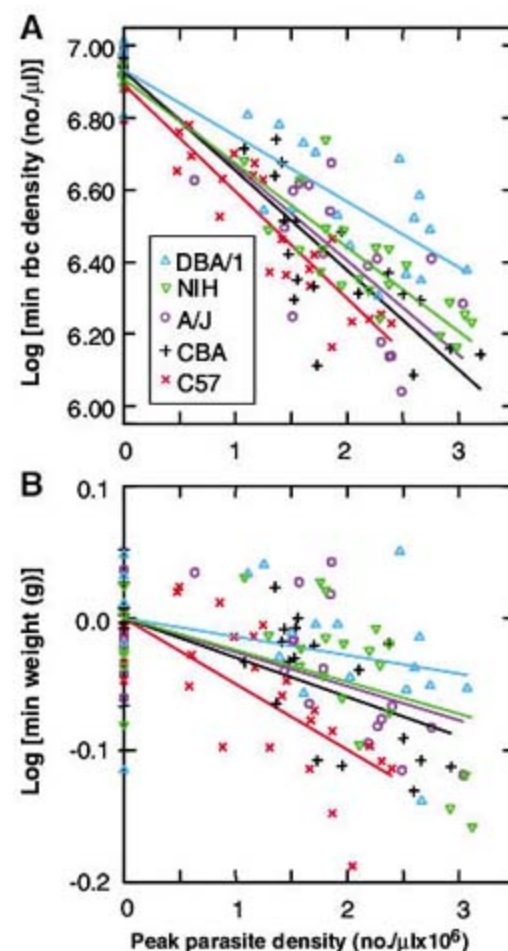 A
Log [min rbc density (no./µl)]
7.00
6.80
6.60
6.40
6.20
6.00
DBA/1
NIH
A/J
CBA
C57
0 1 2 3
B
Log [min weight (g)]
0.1
0.0
-0.1
-0.2
0 1 2 3
Peak parasite density (no./µlx10⁶)